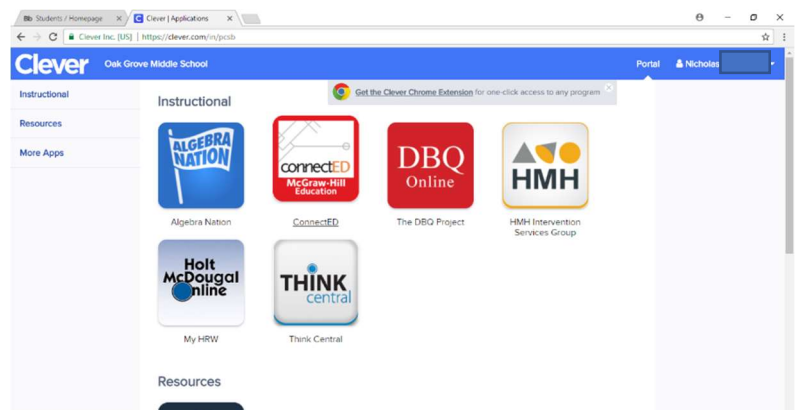 Students / Homepage
Clever | Applications
Clever Inc. [US] | https://clever.com/in/pcsb
Clever
Oak Grove Middle School
Portal
Nicholas
Get the Clever Chrome Extension for one-click access to any program
Instructional
Resources
More Apps
Instructional
ALGEBRA
NATION
connectED
McGraw-Hill
Education
DBQ
Online
HMH
Algebra Nation
ConnectED
The DBQ Project
HMH Intervention
Services Group
Holt
McDougal
Online
THINK
central
My HRW
Think Central
Resources